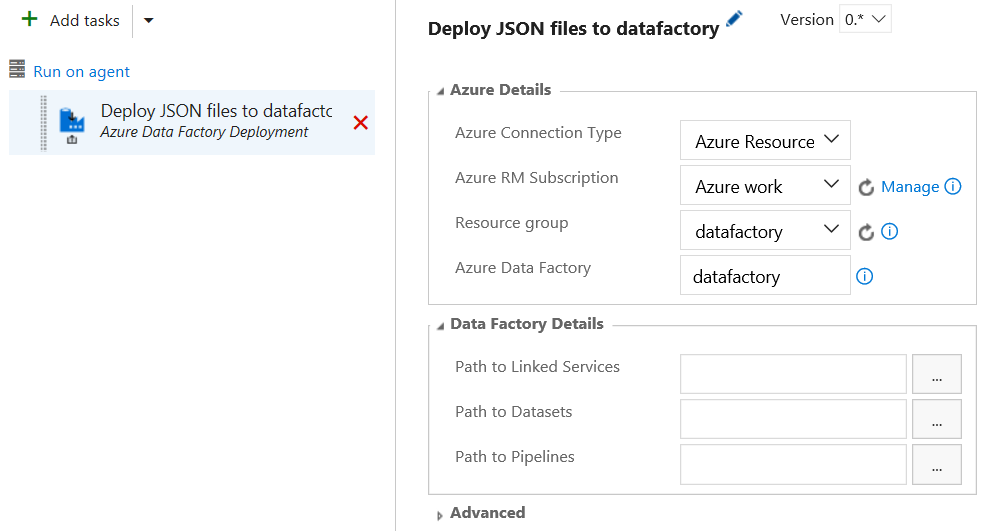 Add tasks
Run on agent
Deploy JSON files to datafactc
Azure Data Factory Deployment
Deploy JSON files to datafactory
Version 0.*
Azure Details
Azure Connection Type Azure Resource
Azure RM Subscription Azure work Manage
Resource group datafactory
Azure Data Factory datafactory
Data Factory Details
Path to Linked Services ...
Path to Datasets ...
Path to Pipelines ...
Advanced